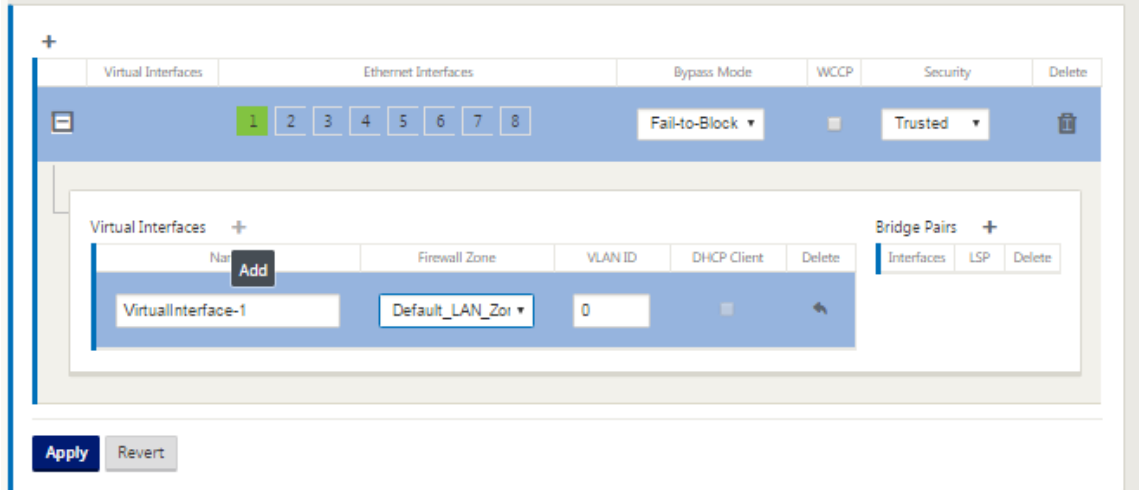 +
Virtual Interfaces Ethernet Interfaces Bypass Mode WCCP Security Delete
1 2 3 4 5 6 7 8 Fail-to-Block Trusted
Virtual Interfaces + Bridge Pairs +
Firewall Zone VLAN ID DHCP Client Delete Interfaces LSP Delete
Add
VirtualInterface-1 Default_LAN_Zor 0
Apply Revert